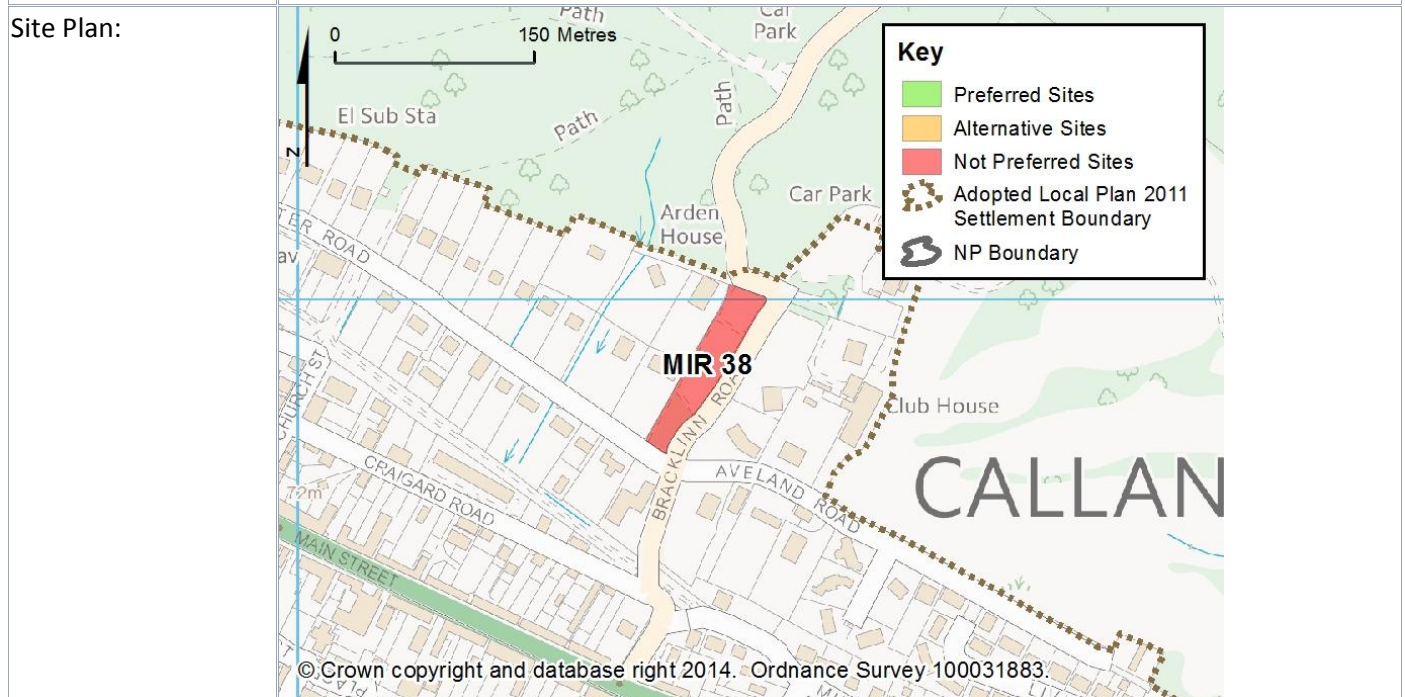 Site Plan:
0 150 Metres
N
Path
Car
Park
El Sub Sta
Path
Path
Car Park
Arden
House
TER ROAD
MIR 38
BRACKLINN ROA
Club House
AVELAND ROAD
CHURCH ST
CRAIGARD ROAD
72m
MAIN STREET
CALLAN
Key
Preferred Sites
Alternative Sites
Not Preferred Sites
Adopted Local Plan 2011
Settlement Boundary
NP Boundary
© Crown copyright and database right 2014. Ordnance Survey 100031883.